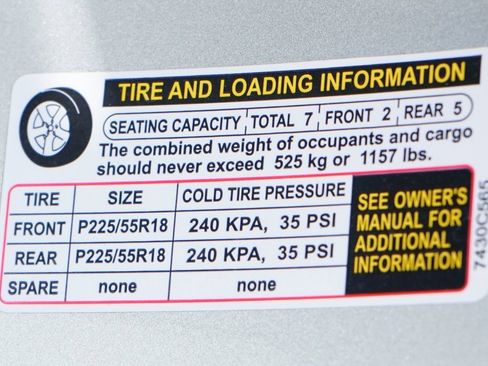 TIRE AND LOADING INFORMATION
SEATING CAPACITY TOTAL 7 FRONT 2 REAR 5
The combined weight of occupants and cargo
should never exceed 525 kg or 1157 lbs.
TIRE SIZE COLD TIRE PRESSURE
FRONT P225/55R18 240 KPA, 35 PSI
REAR P225/55R18 240 KPA, 35 PSI
SPARE none none
SEE OWNER'S
MANUAL FOR
ADDITIONAL
INFORMATION
7430C565